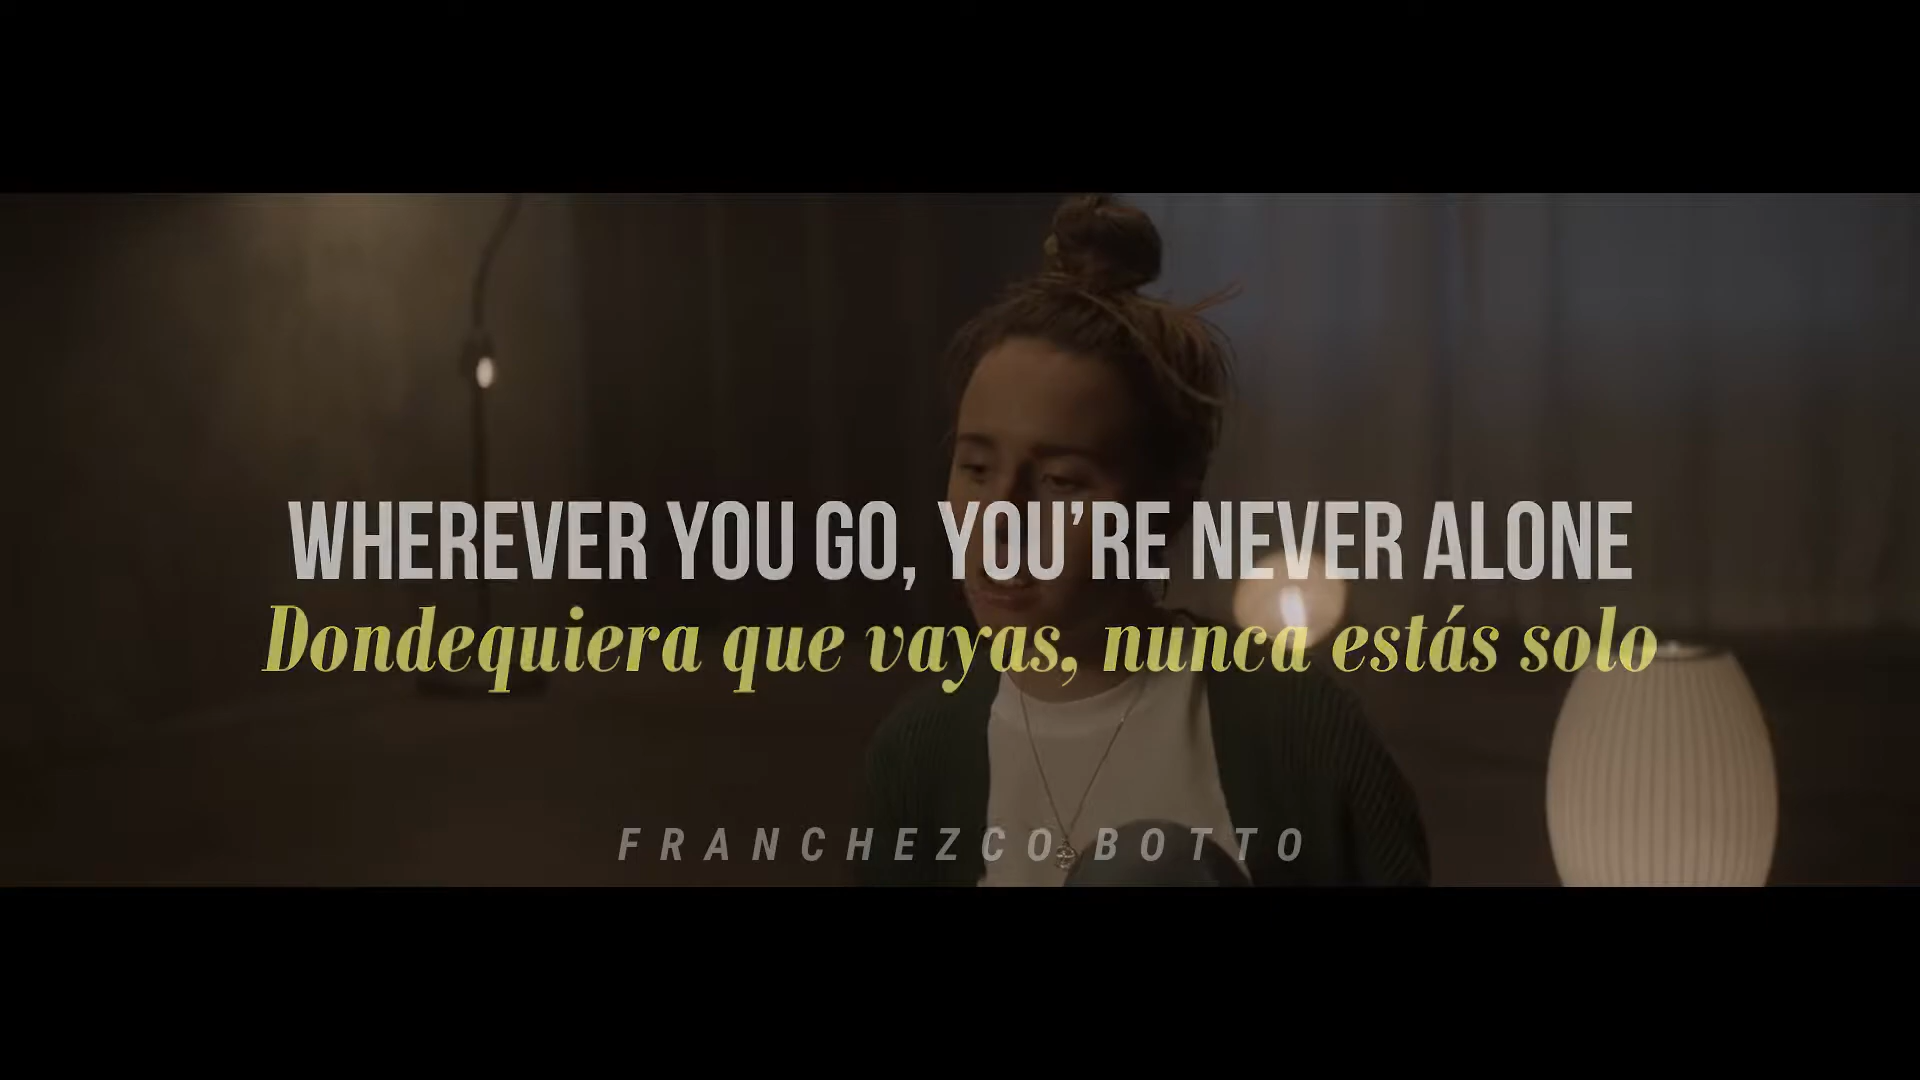 WHEREVER YOU GO, YOU'RE NEVER ALONE
Dondequiera que vayas, nunca estás solo
FRANCHEZCO BOTTO